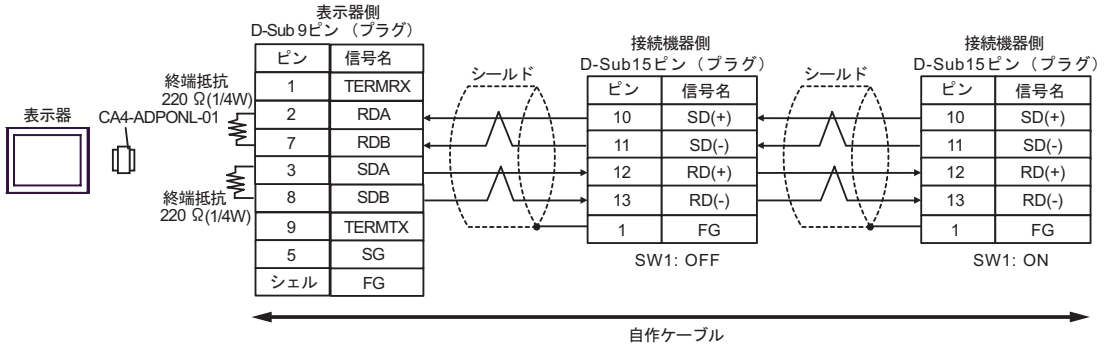 表示器側
D-Sub 9ピン (プラグ)
ピン 信号名
1 TERMRX
2 RDA
7 RDB
3 SDA
8 SDB
9 TERMTX
5 SG
シェル FG
終端抵抗
220 Ω(1/4W)
表示器
CA4-ADPONL-01
終端抵抗
220 Ω(1/4W)
シールド
接続機器側
D-Sub15ピン (プラグ)
ピン 信号名
10 SD(+)
11 SD(-)
12 RD(+)
13 RD(-)
1 FG
SW1: OFF
シールド
接続機器側
D-Sub15ピン (プラグ)
ピン 信号名
10 SD(+)
11 SD(-)
12 RD(+)
13 RD(-)
1 FG
SW1: ON
自作ケーブル